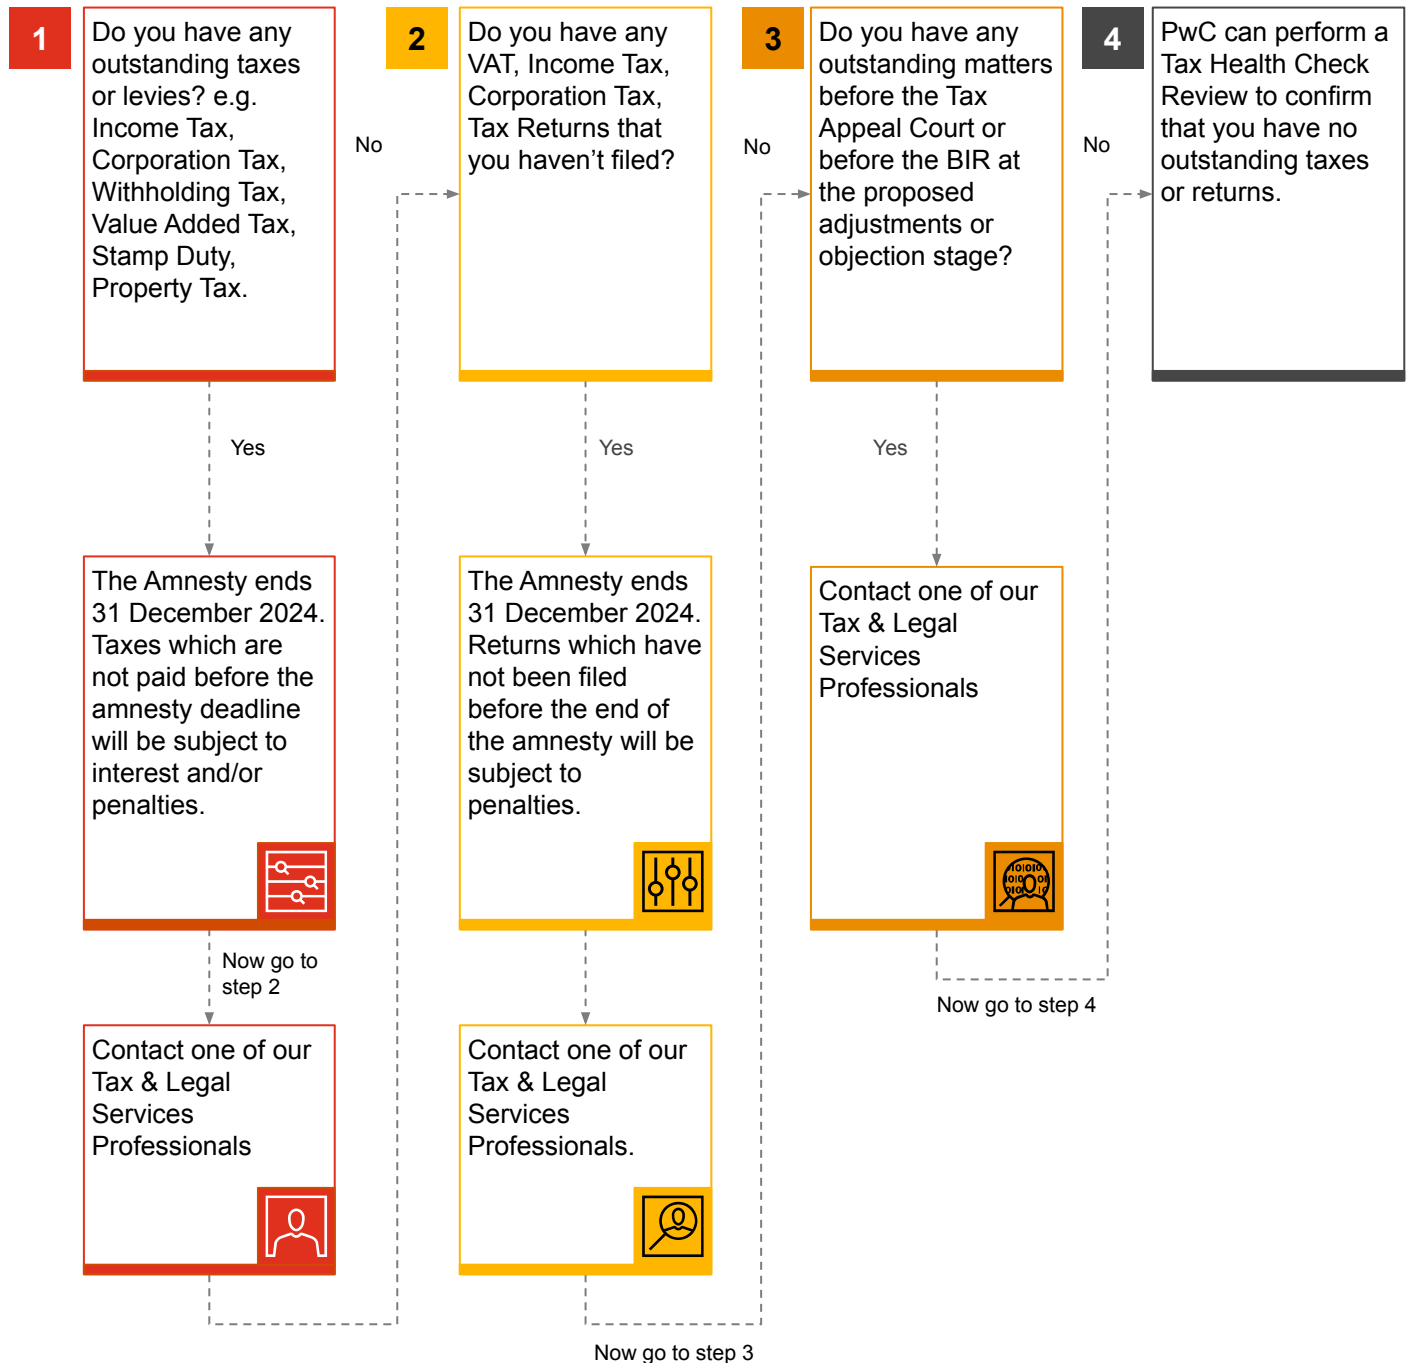 1
Do you have any
outstanding taxes
or levies? e.g.
Income Tax,
Corporation Tax,
Withholding Tax,
Value Added Tax,
Stamp Duty,
Property Tax.
No
Yes
The Amnesty ends
31 December 2024.
Taxes which are
not paid before the
amnesty deadline
will be subject to
interest and/or
penalties.
Now go to
step 2
Contact one of our
Tax & Legal
Services
Professionals
2
Do you have any
VAT, Income Tax,
Corporation Tax,
Tax Returns that
you haven’t filed?
No
Yes
The Amnesty ends
31 December 2024.
Returns which have
not been filed
before the end of
the amnesty will be
subject to
penalties.
Contact one of our
Tax & Legal
Services
Professionals.
Now go to step 3
3
Do you have any
outstanding matters
before the Tax
Appeal Court or
before the BIR at
the proposed
adjustments or
objection stage?
No
Yes
Contact one of our
Tax & Legal
Services
Professionals
Now go to step 4
4
PwC can perform a
Tax Health Check
Review to confirm
that you have no
outstanding taxes
or returns.